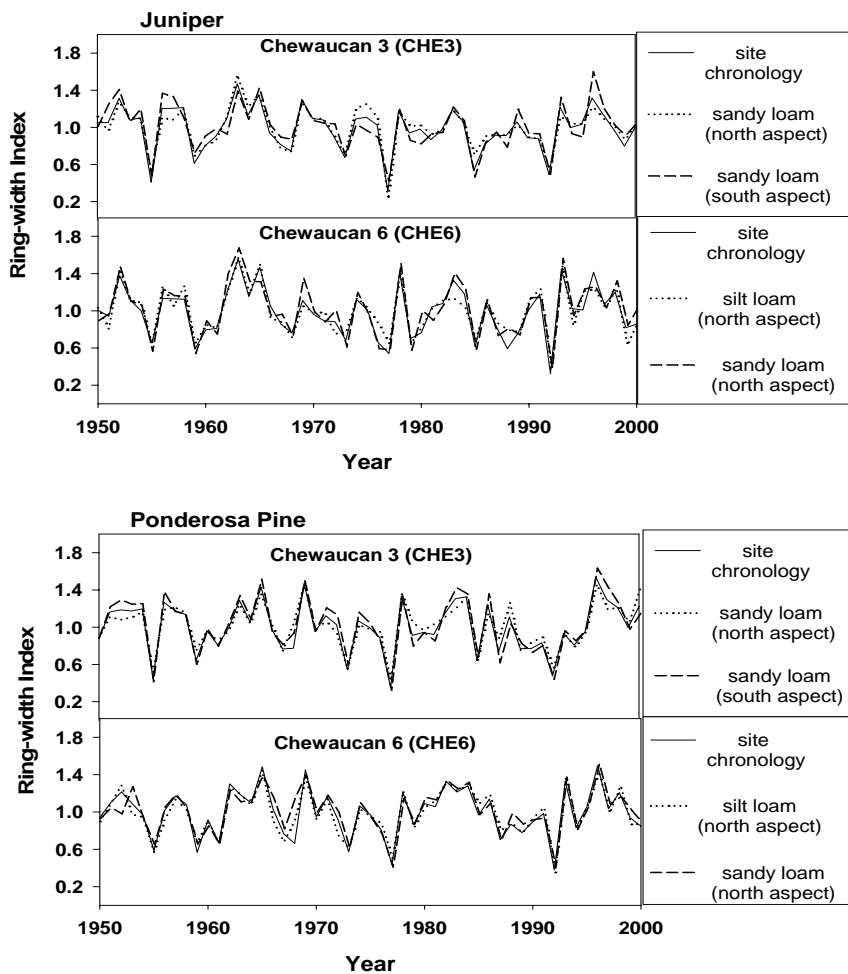 Juniper
Ring-width Index
Chewaucan 3 (CHE3)
1.8
1.4
1.0
0.6
0.2
site
chronology
sandy loam
(north aspect)
sandy loam
(south aspect)
Chewaucan 6 (CHE6)
1.8
1.4
1.0
0.6
0.2
site
chronology
silt loam
(north aspect)
sandy loam
(north aspect)
1950 1960 1970 1980 1990 2000
Year
Ponderosa Pine
Ring-width Index
Chewaucan 3 (CHE3)
1.8
1.4
1.0
0.6
0.2
site
chronology
sandy loam
(north aspect)
sandy loam
(south aspect)
Chewaucan 6 (CHE6)
1.8
1.4
1.0
0.6
0.2
site
chronology
silt loam
(north aspect)
sandy loam
(north aspect)
1950 1960 1970 1980 1990 2000
Year